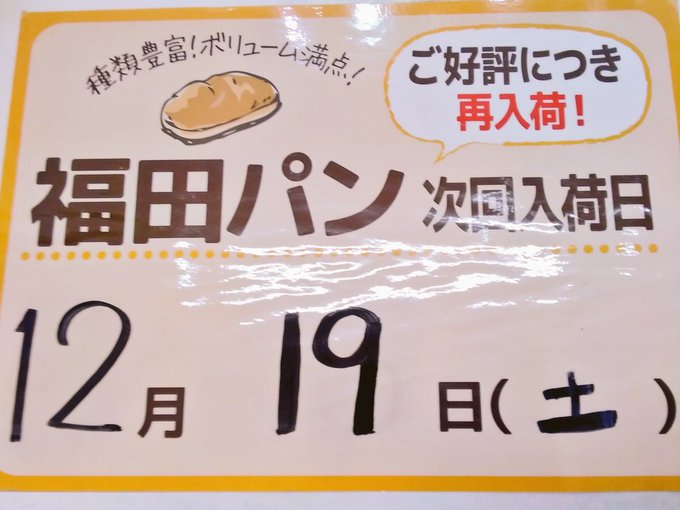 種類豊富!ボリューム満点!
ご好評につき
再入荷!
福田パン 次回入荷日
12月 19日(土)